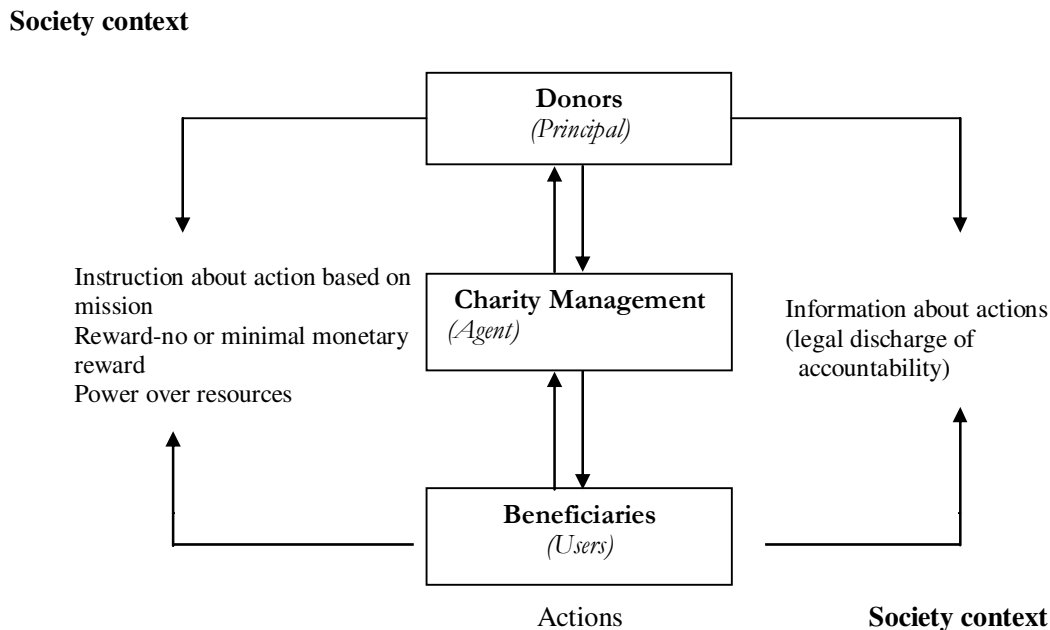 Society context
Donors
(Principal)
Instruction about action based on
mission
Reward-no or minimal monetary
reward
Power over resources
Charity Management
(Agent)
Information about actions
(legal discharge of
accountability)
Beneficiaries
(Users)
Actions
Society context